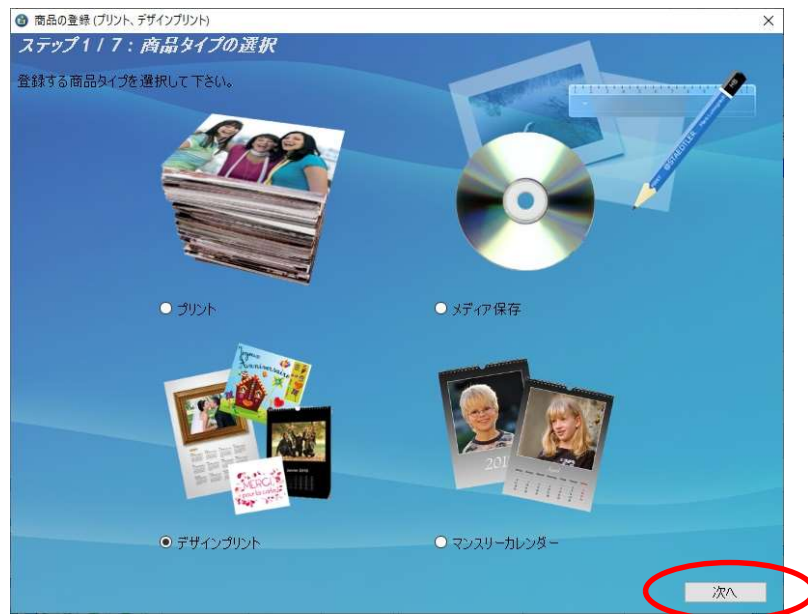 商品の登録 (プリント、デザインプリント)
ステップ1 / 7 : 商品タイプの選択
登録する商品タイプを選択して下さい。
STAEDTLER
プリント
メディア保存
MERCI
デザインプリント
マンスリーカレンダー
次へ